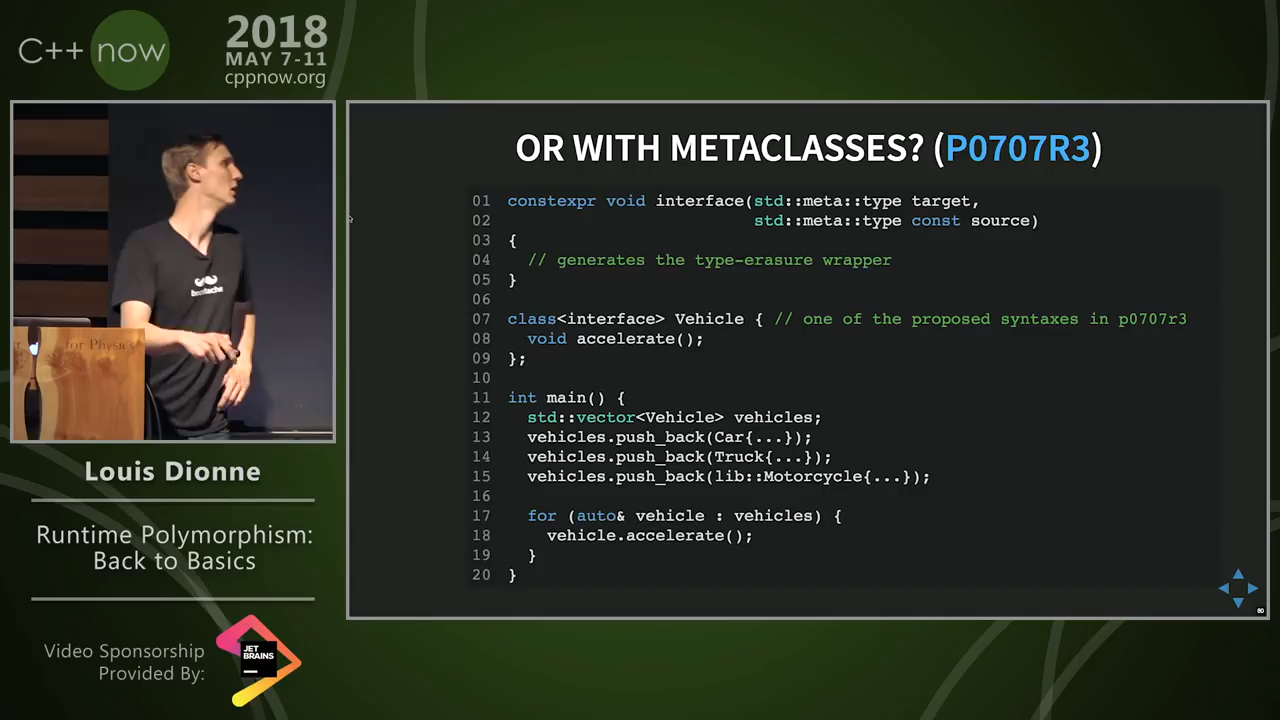 C++ now
2018
MAY 7-11
cppnow.org
for Physics
Louis Dionne
Runtime Polymorphism:
Back to Basics
Video Sponsorship
Provided By:
JET
BRAINS
OR WITH METACLASSES? (P0707R3)
01 constexpr void interface(std::meta::type target,
02 std::meta::type const source)
03 {
04 // generates the type-erasure wrapper
05 }
06
07 class<interface> Vehicle { // one of the proposed syntaxes in p0707r3
08 void accelerate();
09 };
10
11 int main() {
12 std::vector<Vehicle> vehicles;
13 vehicles.push_back(Car{...});
14 vehicles.push_back(Truck{...});
15 vehicles.push_back(lib::Motorcycle{...});
16
17 for (auto& vehicle : vehicles) {
18 vehicle.accelerate();
19 }
20 }
80